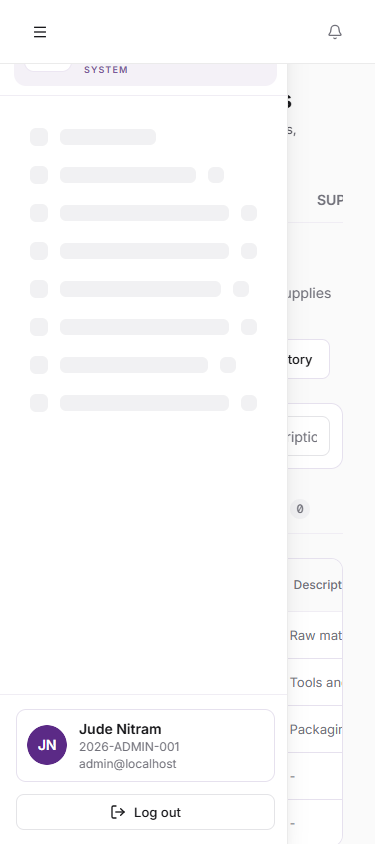 SYSTEM
s,
SUP
upplies
tory
riptic
0
Descript
Raw mat
Tools an
Packagin
-
-
Jude Nitram
2026-ADMIN-001
admin@localhost
JN
Log out